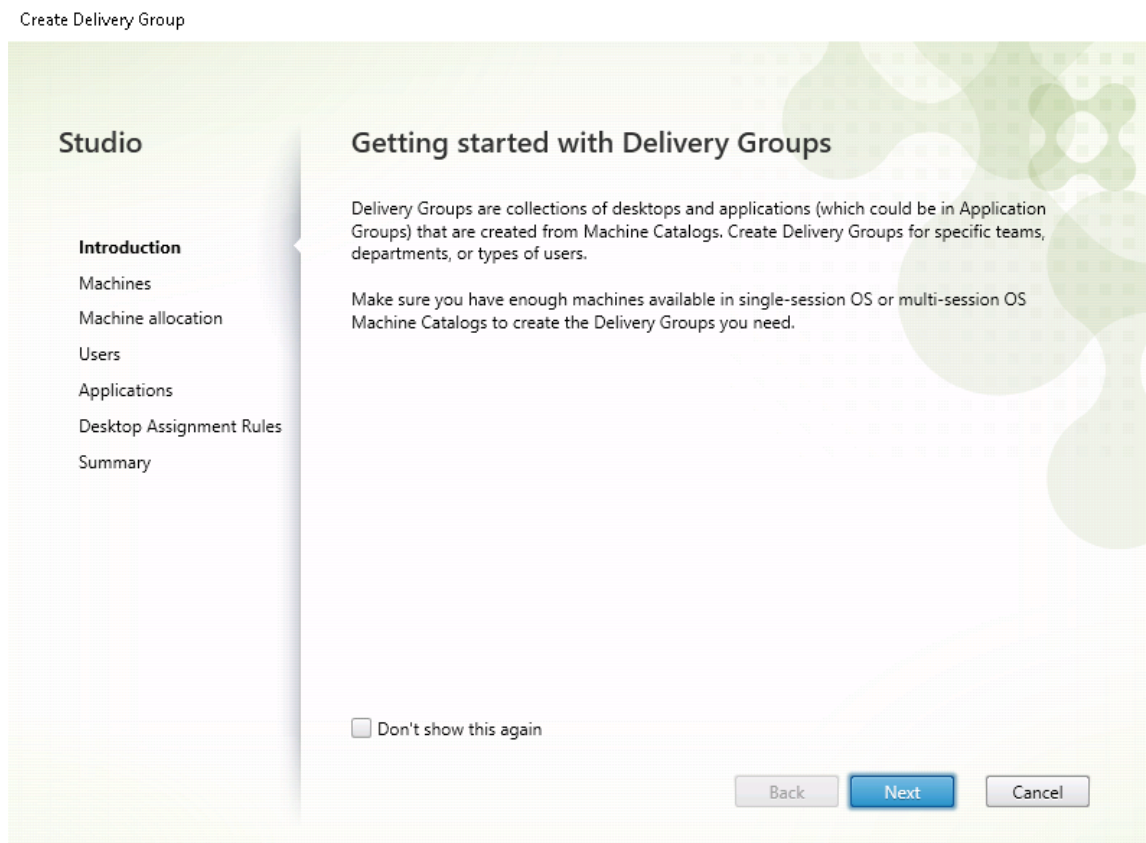 Create Delivery Group
Studio
Introduction
Machines
Machine allocation
Users
Applications
Desktop Assignment Rules
Summary
Getting started with Delivery Groups
Delivery Groups are collections of desktops and applications (which could be in Application
Groups) that are created from Machine Catalogs. Create Delivery Groups for specific teams,
departments, or types of users.
Make sure you have enough machines available in single-session OS or multi-session OS
Machine Catalogs to create the Delivery Groups you need.
Don't show this again
Back
Next
Cancel